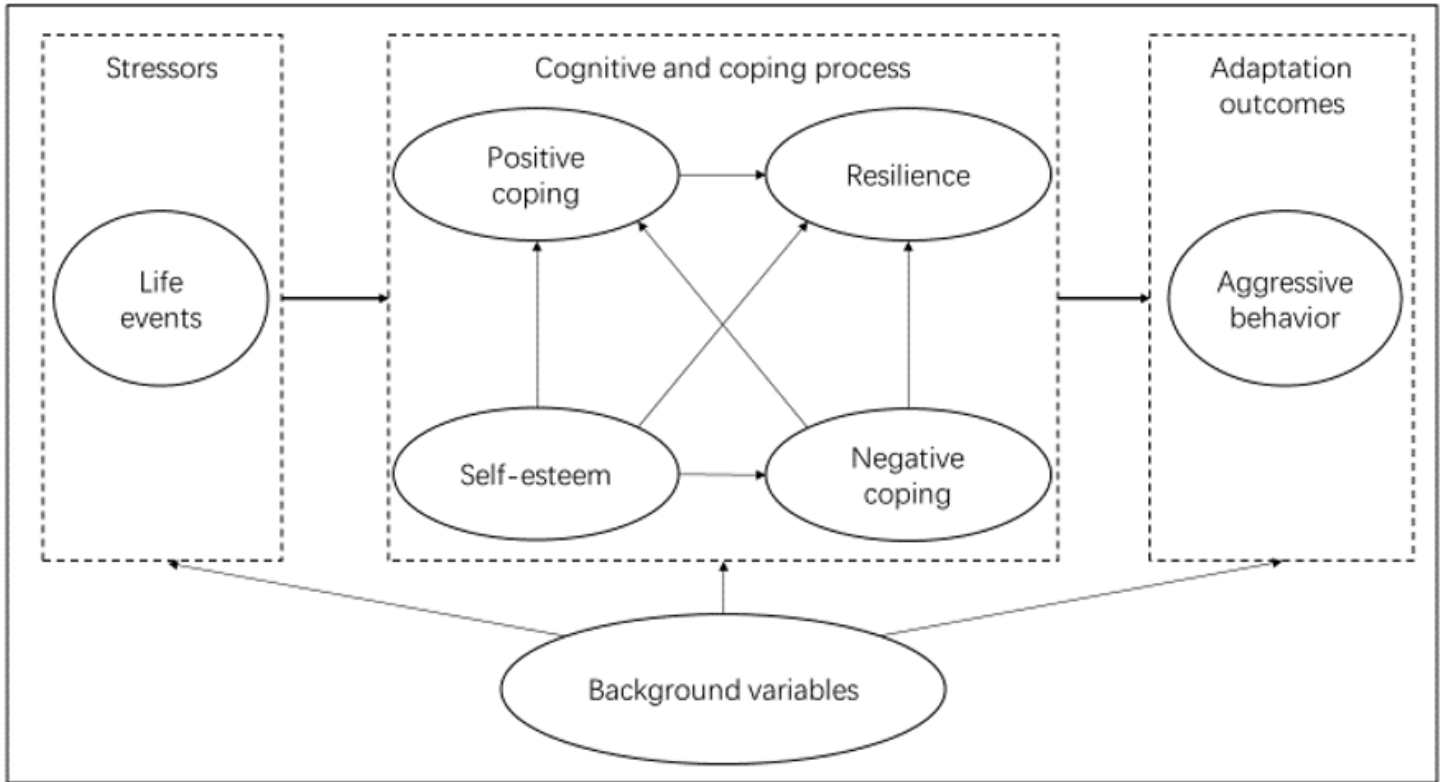 Stressors
Cognitive and coping process
Adaptation
outcomes
Positive
coping
Resilience
Life
events
Aggressive
behavior
Self-esteem
Negative
coping
Background variables